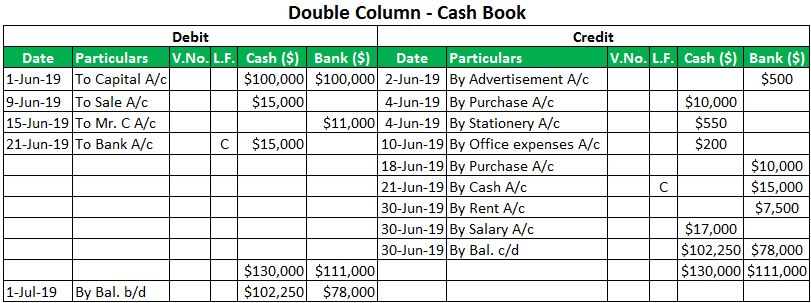 Double Column - Cash Book
Debit Credit
Date Particulars V.No. L.F. Cash ($) Bank ($) Date Particulars V.No. L.F. Cash ($) Bank ($)
1-Jun-19 To Capital A/c $100,000 $100,000 2-Jun-19 By Advertisement A/c $500
9-Jun-19 To Sale A/c $15,000 4-Jun-19 By Purchase A/c $10,000
15-Jun-19 To Mr. C A/c $11,000 4-Jun-19 By Stationery A/c $550
21-Jun-19 To Bank A/c C $15,000 10-Jun-19 By Office expenses A/c $200
18-Jun-19 By Purchase A/c $10,000
21-Jun-19 By Cash A/c C $15,000
30-Jun-19 By Rent A/c $7,500
30-Jun-19 By Salary A/c $17,000
30-Jun-19 By Bal. c/d $102,250 $78,000
$130,000 $111,000 $130,000 $111,000
1-Jul-19 By Bal. b/d $102,250 $78,000